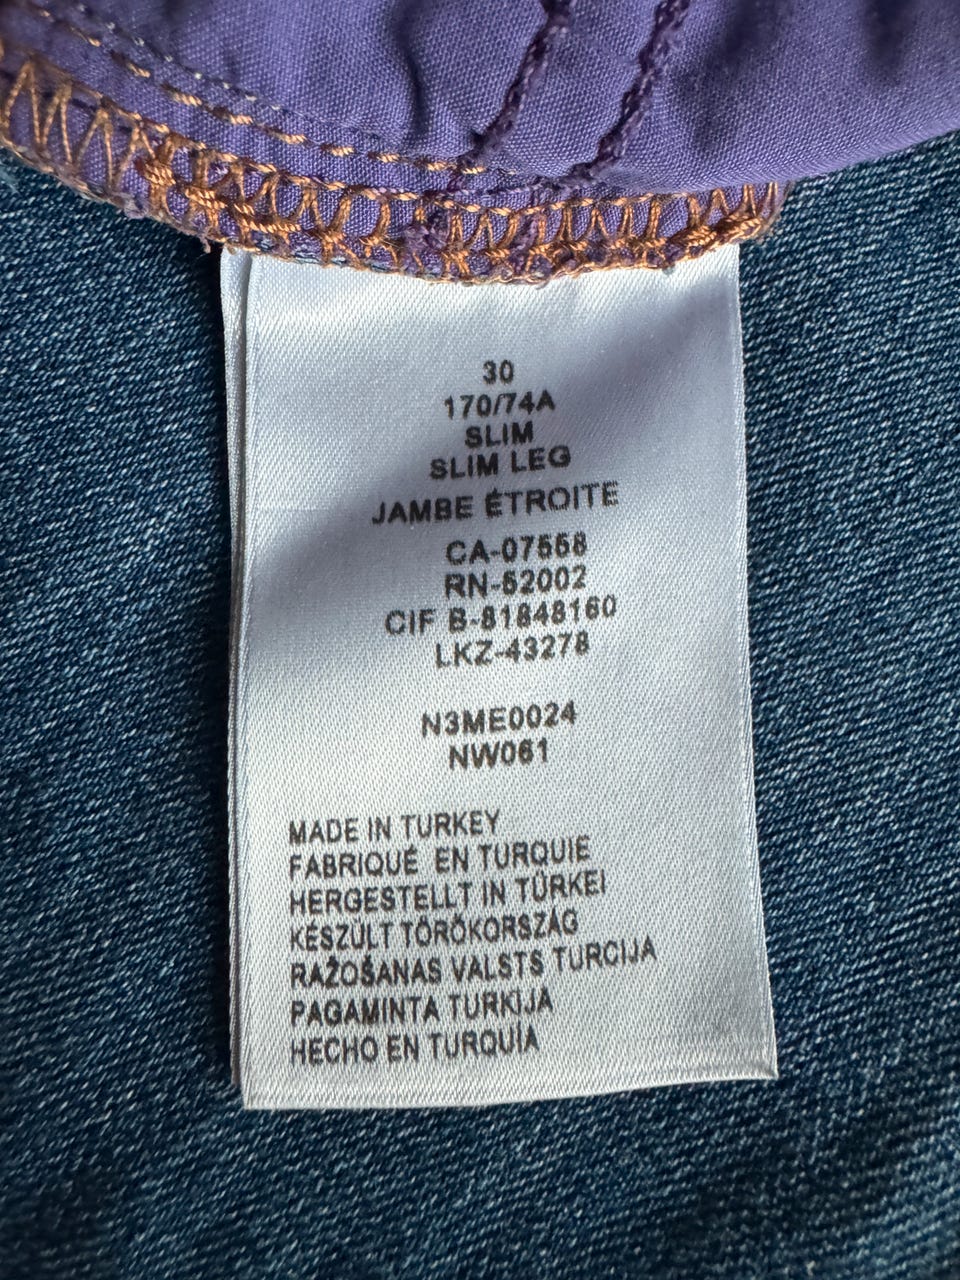 30
170/74A
SLIM
SLIM LEG
JAMBE ÉTROITE
CA-07558
RN-52002
CIF B-81848160
LKZ-43278
N3ME0024
NW061
MADE IN TURKEY
FABRIQUÉ EN TURQUIE
HERGESTELLT IN TÜRKEI
KÉSZÜLT TÖRÖKORSZÁG
RAŽOŠANAS VALSTS TURCIJA
PAGAMINTA TURKIJA
HECHO EN TURQUÍA